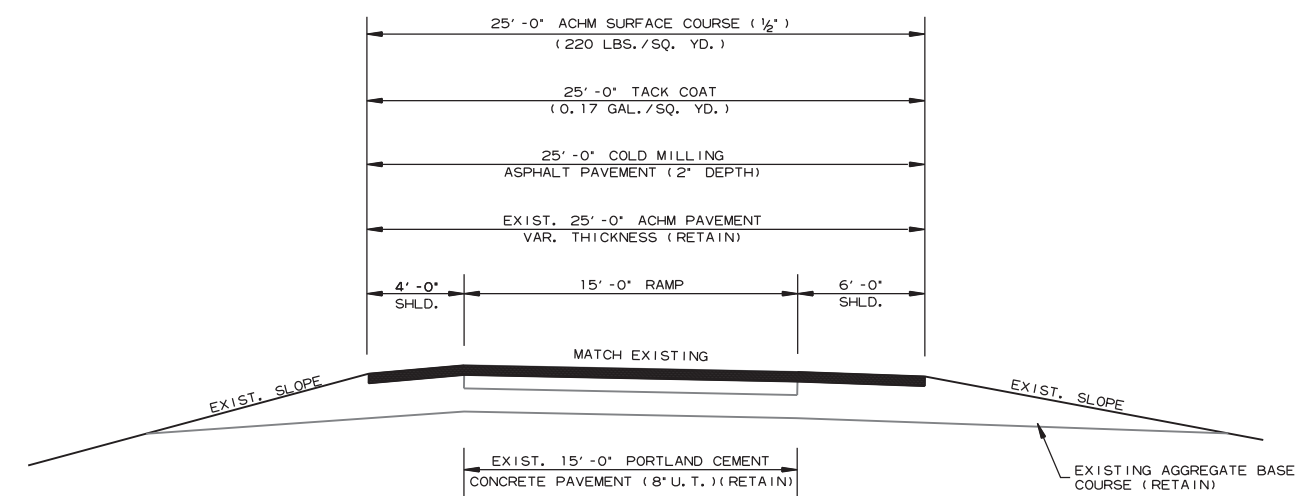 25'-0" ACHM SURFACE COURSE (½")
(220 LBS./SQ. YD.)
25'-0" TACK COAT
(0.17 GAL./SQ. YD.)
25'-0" COLD MILLING
ASPHALT PAVEMENT (2" DEPTH)
EXIST. 25'-0" ACHM PAVEMENT
VAR. THICKNESS (RETAIN)
4'-0"
SHLD.
15'-0" RAMP
6'-0"
SHLD.
MATCH EXISTING
EXIST. SLOPE
EXIST. SLOPE
EXIST. 15'-0" PORTLAND CEMENT
CONCRETE PAVEMENT (8" U.T.)(RETAIN)
EXISTING AGGREGATE BASE
COURSE (RETAIN)